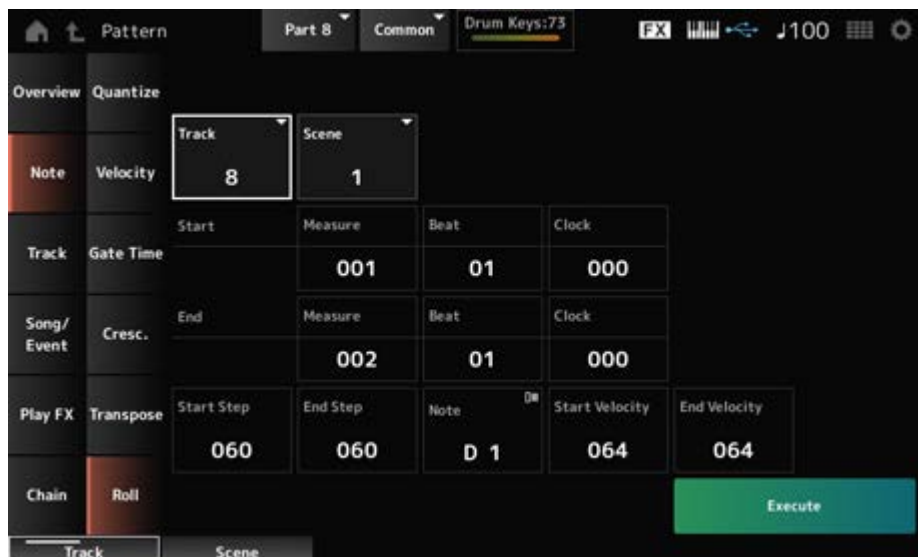 Pattern Part 8 Common Drum Keys:73 FX ♩100
Overview Quantize
Track Scene
Note Velocity 8 1
Start Measure Beat Clock
Track Gate Time
001 01 000
End Measure Beat Clock
Song/
Event Cresc.
002 01 000
Play FX Transpose Start Step End Step Note Start Velocity End Velocity
060 060 D 1 064 064
Chain Roll Execute
Track Scene